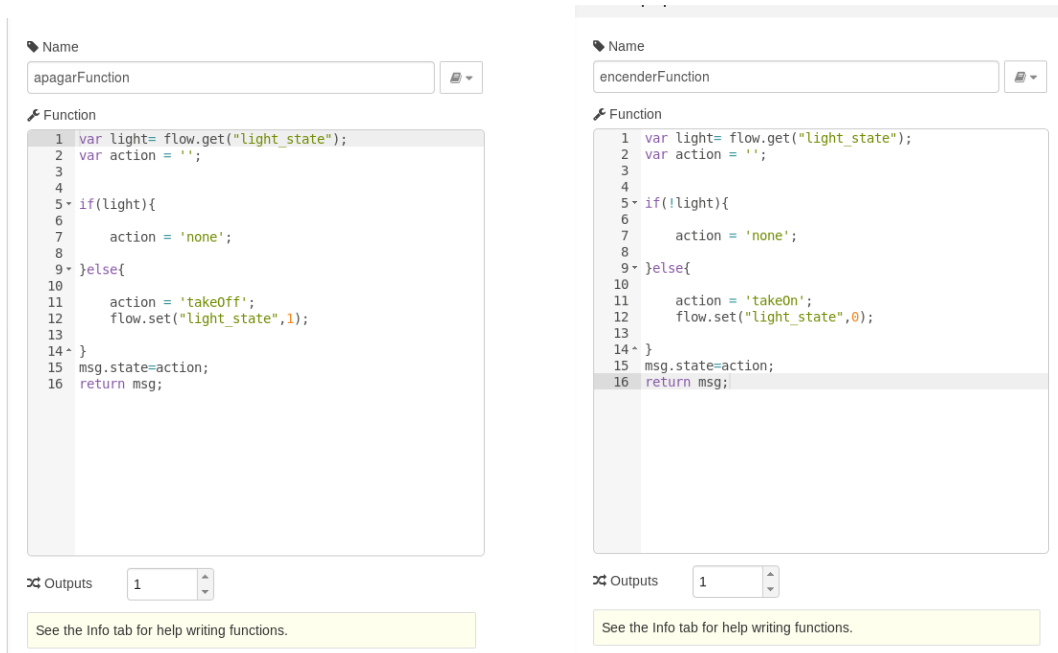 Name
apagarFunction
Function
1 var light= flow.get("light_state");
2 var action = '';
3
4
5 if(light){
6
7     action = 'none';
8
9 }else{
10
11     action = 'takeOff';
12     flow.set("light_state",1);
13
14 }
15 msg.state=action;
16 return msg;
Outputs
1
See the Info tab for help writing functions.
Name
encenderFunction
Function
1 var light= flow.get("light_state");
2 var action = '';
3
4
5 if(!light){
6
7     action = 'none';
8
9 }else{
10
11     action = 'takeOn';
12     flow.set("light_state",0);
13
14 }
15 msg.state=action;
16 return msg;
Outputs
1
See the Info tab for help writing functions.